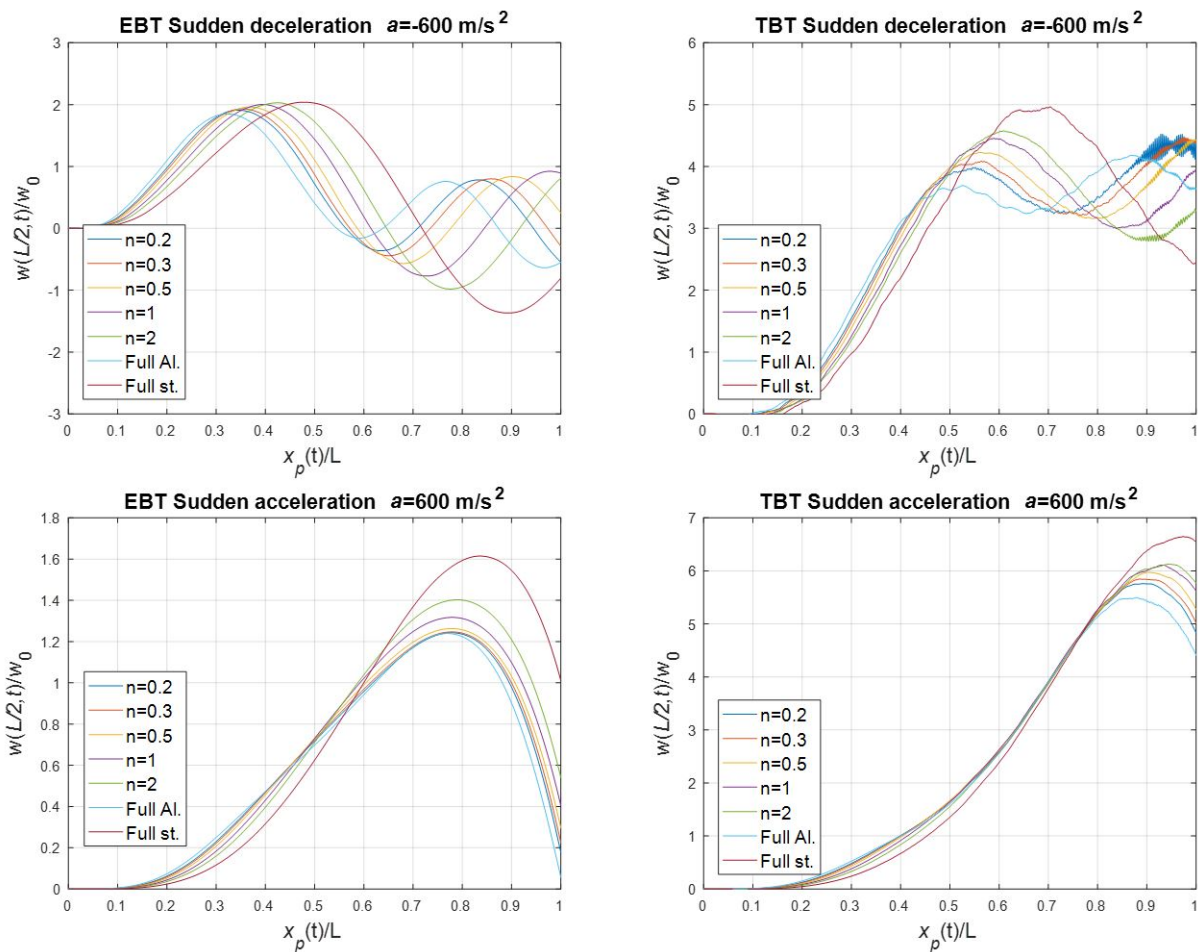 EBT Sudden deceleration a=-600 m/s²
w(L/2,t)/w₀
3
2
1
0
-1
-2
-3
n=0.2
n=0.3
n=0.5
n=1
n=2
Full Al.
Full st.
0 0.1 0.2 0.3 0.4 0.5 0.6 0.7 0.8 0.9 1
x_p(t)/L
TBT Sudden deceleration a=-600 m/s²
w(L/2,t)/w₀
6
5
4
3
2
1
0
n=0.2
n=0.3
n=0.5
n=1
n=2
Full Al.
Full st.
0 0.1 0.2 0.3 0.4 0.5 0.6 0.7 0.8 0.9 1
x_p(t)/L
EBT Sudden acceleration a=600 m/s²
w(L/2,t)/w₀
1.8
1.6
1.4
1.2
1
0.8
0.6
0.4
0.2
0
n=0.2
n=0.3
n=0.5
n=1
n=2
Full Al.
Full st.
0 0.1 0.2 0.3 0.4 0.5 0.6 0.7 0.8 0.9 1
x_p(t)/L
TBT Sudden acceleration a=600 m/s²
w(L/2,t)/w₀
7
6
5
4
3
2
1
0
n=0.2
n=0.3
n=0.5
n=1
n=2
Full Al.
Full st.
0 0.1 0.2 0.3 0.4 0.5 0.6 0.7 0.8 0.9 1
x_p(t)/L